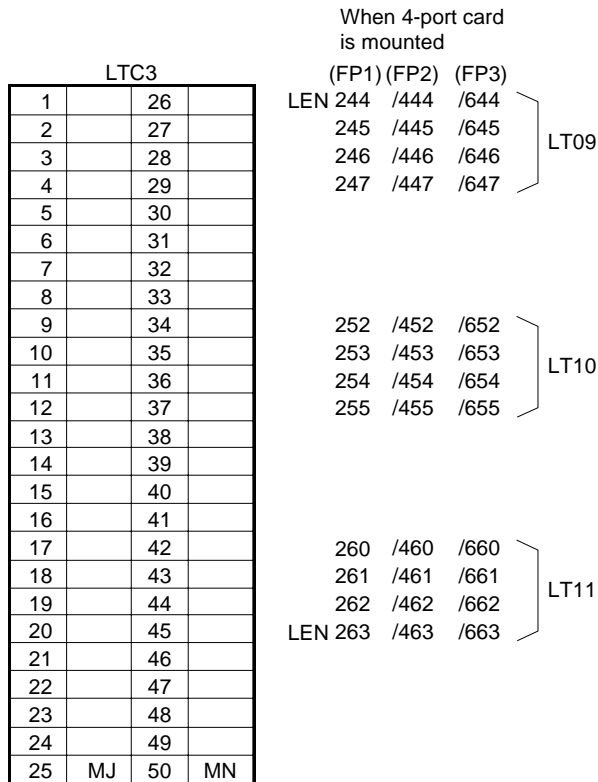 When 4-port card
is mounted
LTC3 (FP1) (FP2) (FP3)
1 26 LEN 244 /444 /644
2 27 245 /445 /645
LT09
3 28 246 /446 /646
4 29 247 /447 /647
5 30
6 31
7 32
8 33
9 34 252 /452 /652
10 35 253 /453 /653
LT10
11 36 254 /454 /654
12 37 255 /455 /655
13 38
14 39
15 40
16 41
17 42 260 /460 /660
18 43 261 /461 /661
LT11
19 44 262 /462 /662
20 45 LEN 263 /463 /663
21 46
22 47
23 48
24 49
25 MJ 50 MN